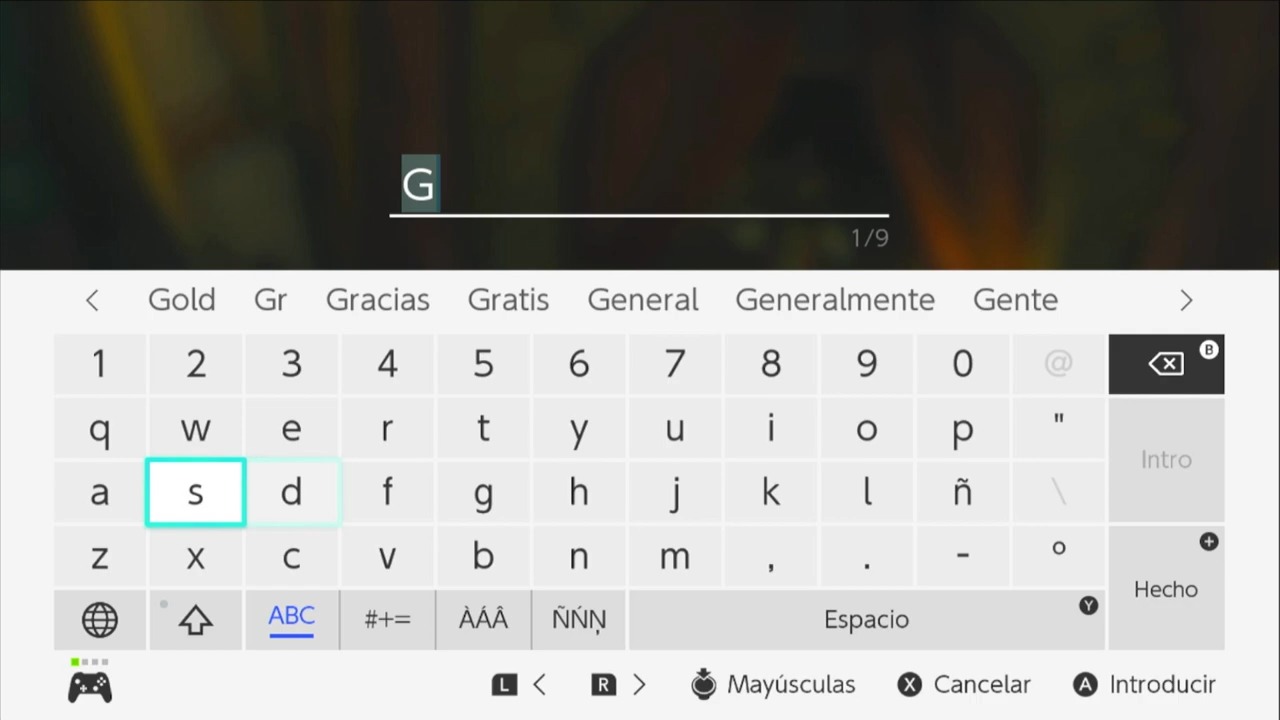 G
1/9
Gold Gr Gracias Gratis General Generalmente Gente
1 2 3 4 5 6 7 8 9 0 @ B
q w e r t y u i o p "
a s d f g h j k l ñ \ Intro
z x c v b n m , . - º +
ABC #+= ÀÁÂ ÑŃŅ Espacio Y Hecho
L R Mayúsculas X Cancelar A Introducir